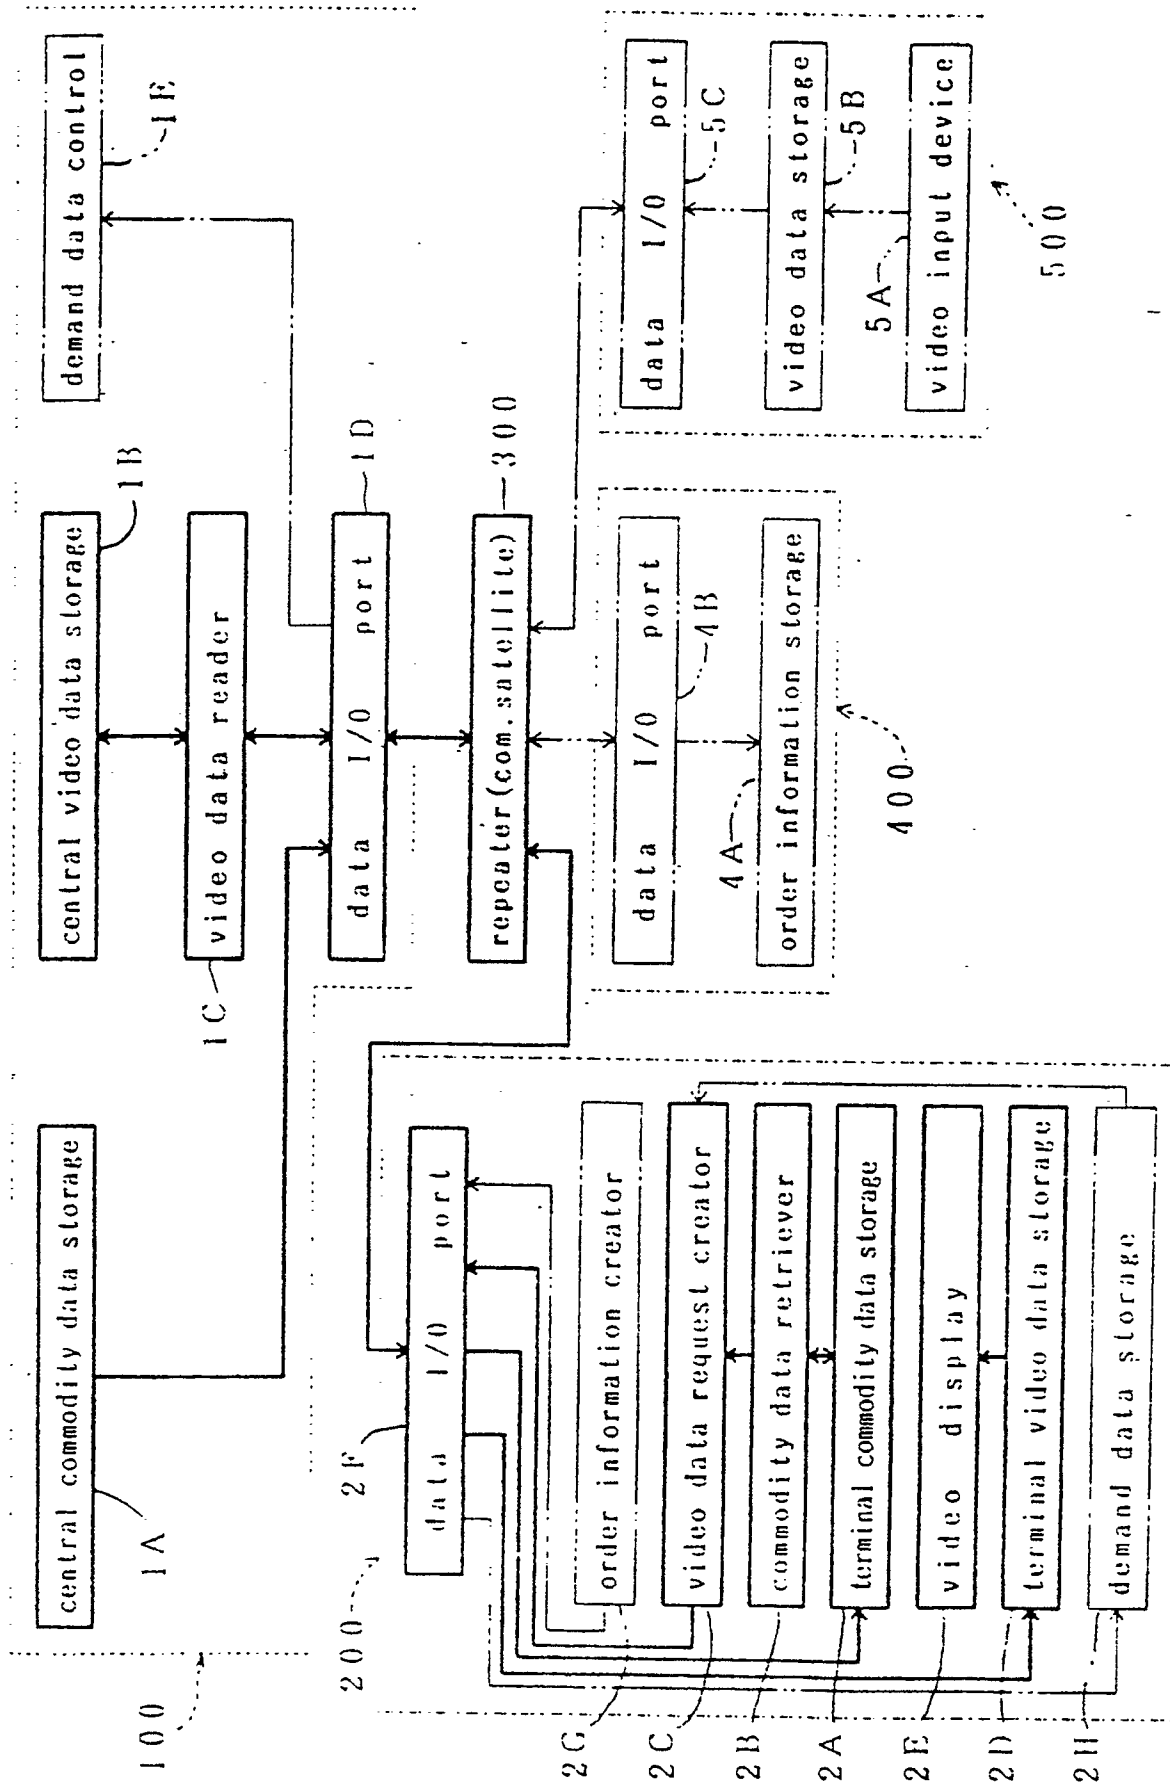 100
central commodity data storage
1A
central video data storage
1B
demand data control
1E
video data reader
1C
data I/O port
1D
repeater(com.satellite)
300
200
data I/O port
2F
order information creator
2G
video data request creator
2C
commodity data retriever
2B
terminal commodity data storage
2A
video display
2E
terminal video data storage
2D
demand data storage
2H
data I/O port
4B
order information storage
4A
400
data I/O port
5C
video data storage
5B
video input device
5A
500